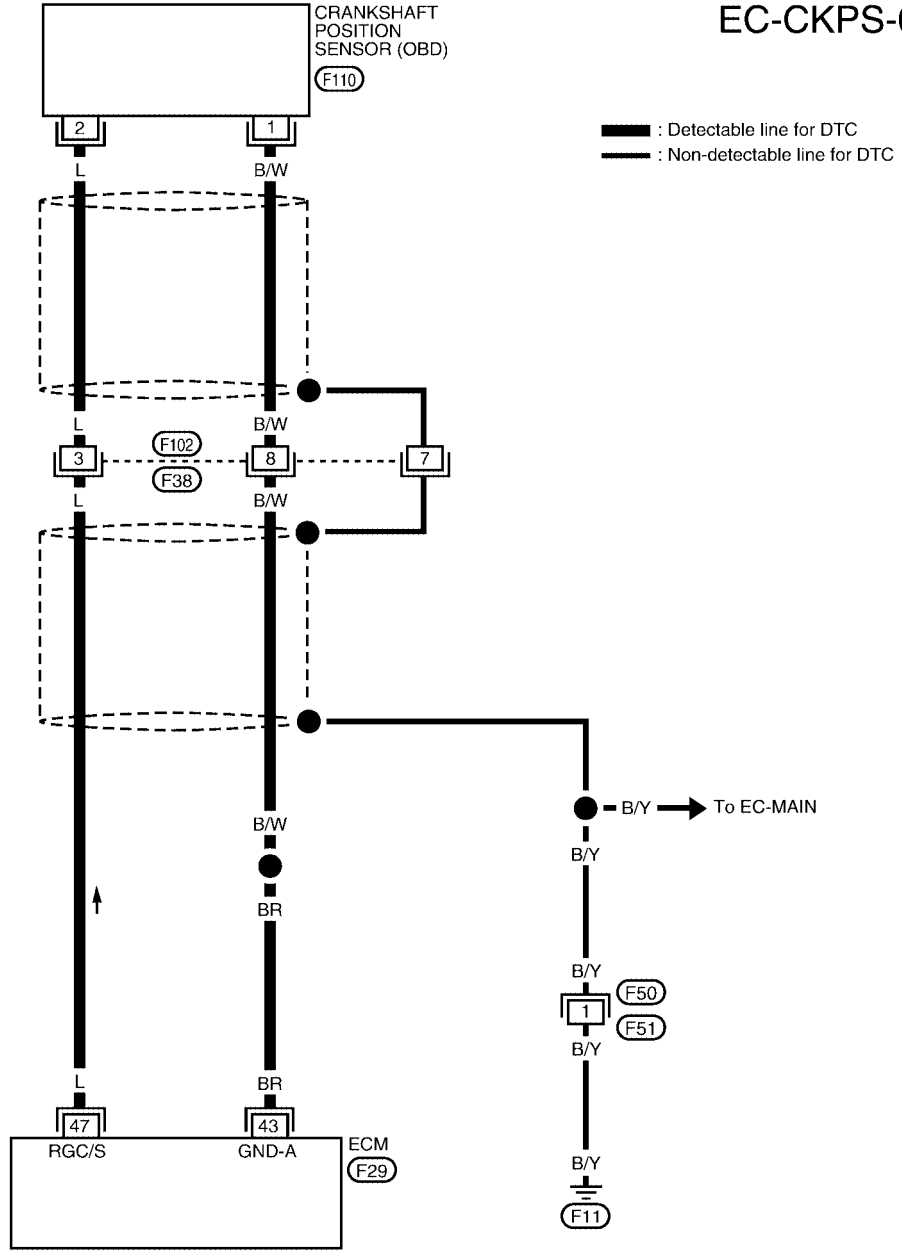 CRANKSHAFT
POSITION
SENSOR (OBD)
F110
EC-CKPS-
: Detectable line for DTC
: Non-detectable line for DTC
2
1
L
B/W
L
B/W
3
F102
F38
8
7
L
B/W
B/W
B/Y
To EC-MAIN
B/Y
BR
B/Y
F50
1
F51
B/Y
L
BR
47
43
RGC/S
GND-A
ECM
F29
B/Y
F11